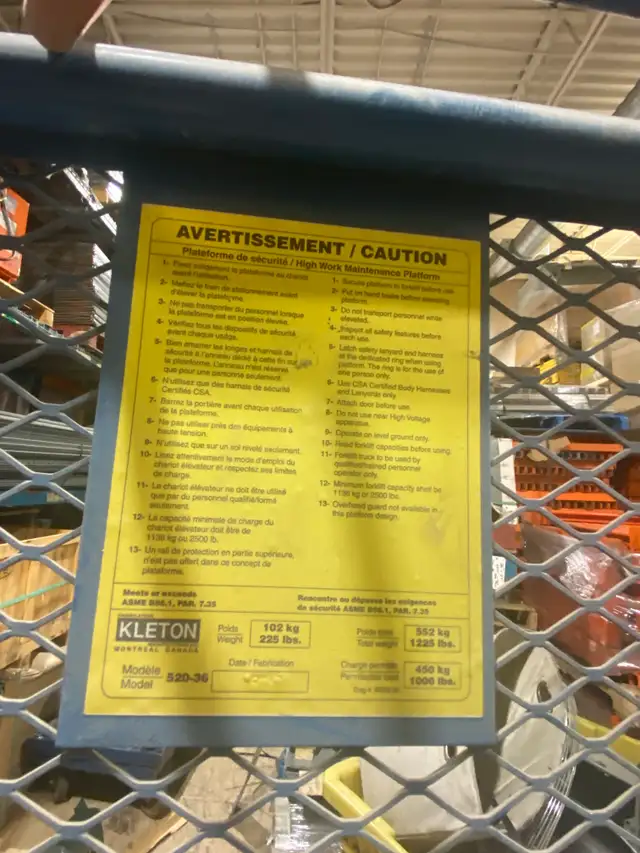 AVERTISSEMENT / CAUTION
Plateforme de sécurité / High Work Maintenence Platform
1- Fixez solidement la plateforme au chariot
avant l'utilisation.
2- Mettez le frein de stationnement avant
d'élever la plateforme.
3- Ne pas transporter du personnel lorsque
la plateforme est en position élevée.
4- Vérifiez tous les dispositifs de sécurité
avant chaque usage.
5- Bien amarrer les longes et harnais de
sécurité à l'anneau dédié à cette fin sur
la plateforme. L'anneau n'est réservé
que pour une personne seulement.
6- N'utilisez que des harnais de sécurité
Certifiés CSA.
7- Barrez la portière avant chaque utilisation
de la plateforme.
8- Ne pas utiliser près des équipements à
haute tension.
9- N'utilisez que sur un sol nivelé seulement.
10- Lisez attentivement le mode d'emploi du
chariot élévateur et respectez ses limites
de charge.
11- Le chariot élévateur ne doit être utilisé
que par du personnel qualifié/formé
seulement.
12- La capacité minimale de charge du
chariot élévateur doit être de
1136 kg ou 2500 lb.
13- Un rail de protection en partie supérieure,
n'est pas offert dans ce concept de
plateforme.
1- Secure platform to forklift before use
2- Put on hand brake before elevating
platform.
3- Do not transport personnel while
elevated.
4- Inspect all safety features before
each use.
5- Latch safety lanyard and harness
at the dedicated ring when using
platform. The ring is for the use of
one person only.
6- Use CSA Certified Body Harnesses
and Lanyards only.
7- Attach door before use.
8- Do not use near High Voltage
apparatus.
9- Operate on level ground only.
10- Read forklift capacities before using.
11- Forklift truck to be used by
qualified/trained personner
operator only.
12- Minimum forklift capacity shall be
1136 kg or 2500 lbs.
13- Overhead guard not available in
this platform design.
Meets or exceeds
ASME B56.1, PAR. 7.35
Rencontre ou dépasse les exigences
de sécurité ASME B56.1, PAR. 7.35
KLETON
MONTREAL CANADA
Poids
Weight
102 kg
225 lbs.
Poids total
Total weight
552 kg
1225 lbs.
Modèle
Model
520-36
Date / Fabrication
Charge permise
Permissible load
450 kg
1000 lbs.